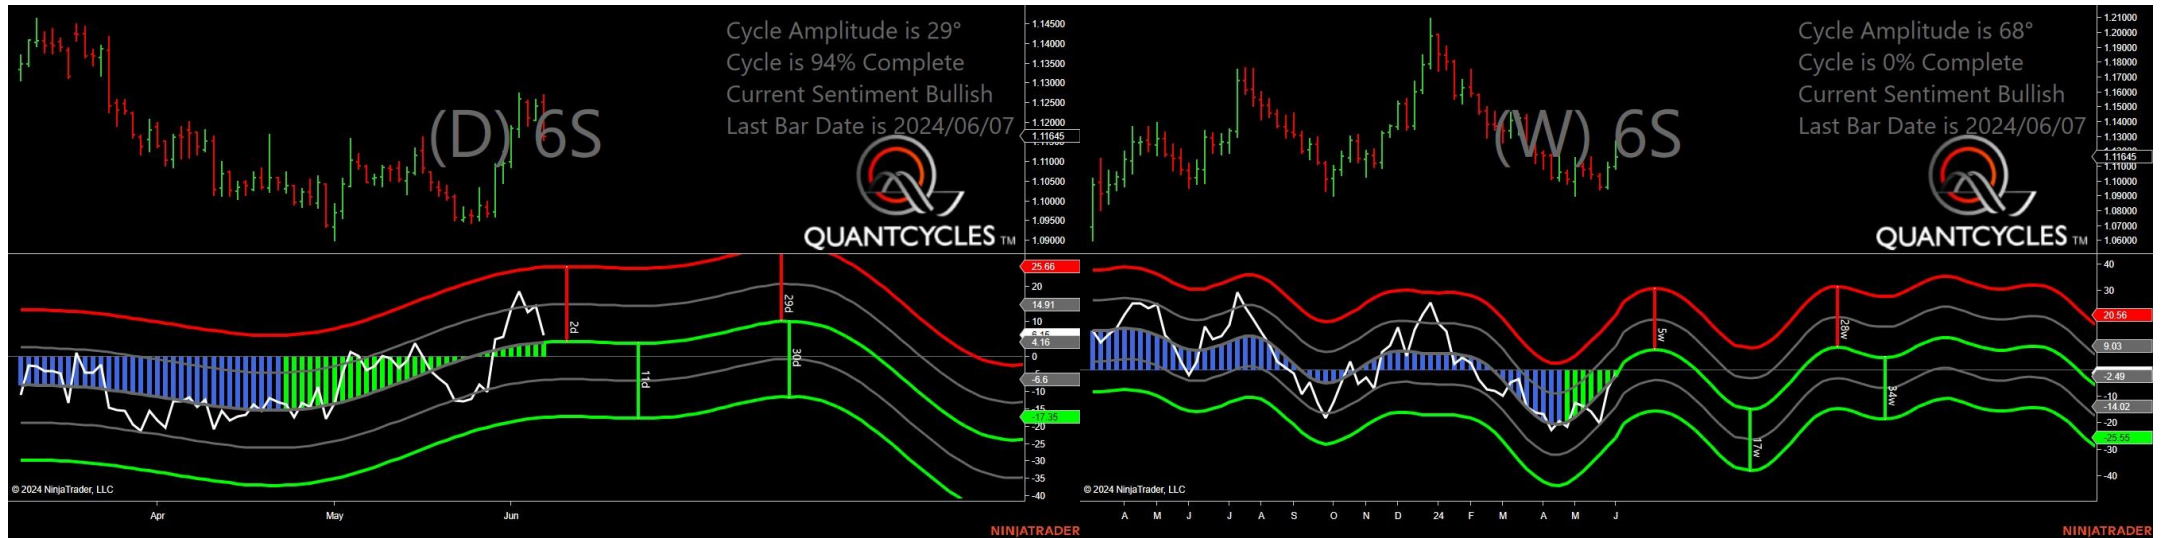 Cycle Amplitude is 29°
Cycle is 94% Complete
Current Sentiment Bullish
Last Bar Date is 2024/06/07
(D) 6S
QUANTCYCLES TM
1.14500
1.14000
1.13500
1.13000
1.12500
1.12000
1.11645
1.11000
1.10500
1.10000
1.09500
1.09000
25.66
20
14.91
10
4.16
0
-6.6
-10
-17.35
-20
-25
-30
-35
-40
2d
11d
29d
30d
© 2024 NinjaTrader, LLC
Apr May Jun
NINJATRADER
Cycle Amplitude is 68°
Cycle is 0% Complete
Current Sentiment Bullish
Last Bar Date is 2024/06/07
(W) 6S
QUANTCYCLES TM
1.21000
1.20000
1.19000
1.18000
1.17000
1.16000
1.15000
1.14000
1.13000
1.11645
1.11000
1.10000
1.09000
1.08000
1.07000
1.06000
40
30
20.56
9.03
-2.49
-10
-14.02
-20
-25.55
-30
-40
5w
17w
28w
34w
© 2024 NinjaTrader, LLC
A M J J A S O N D 24 F M A M J
NINJATRADER